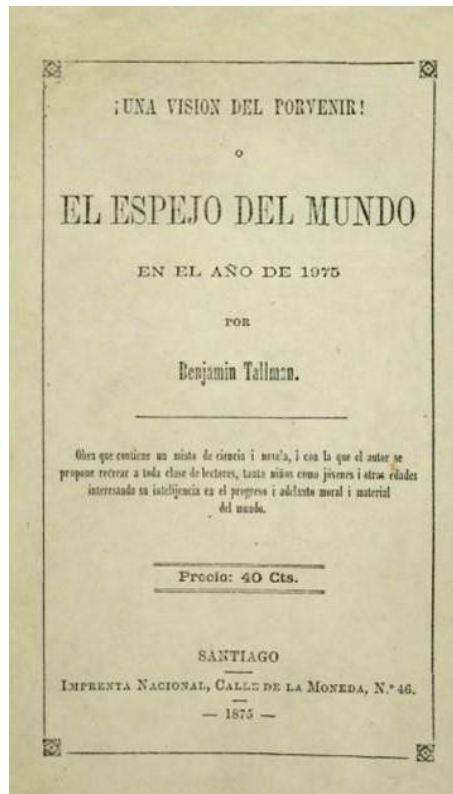 ¡UNA VISION DEL PORVENIR!
O
EL ESPEJO DEL MUNDO
EN EL AÑO DE 1975
POR
Benjamin Tallman.
Obra que contiene un misto de ciencia i novela, i con la que el autor se
propone recrear a toda clase de lectores, tanto niños como jóvenes i otras edades
interesando su intelijencia en el progreso i adelanto moral i material
del mundo.
Precio: 40 Cts.
SANTIAGO
IMPRENTA NACIONAL, CALLE DE LA MONEDA, N.º 46.
— 1875 —